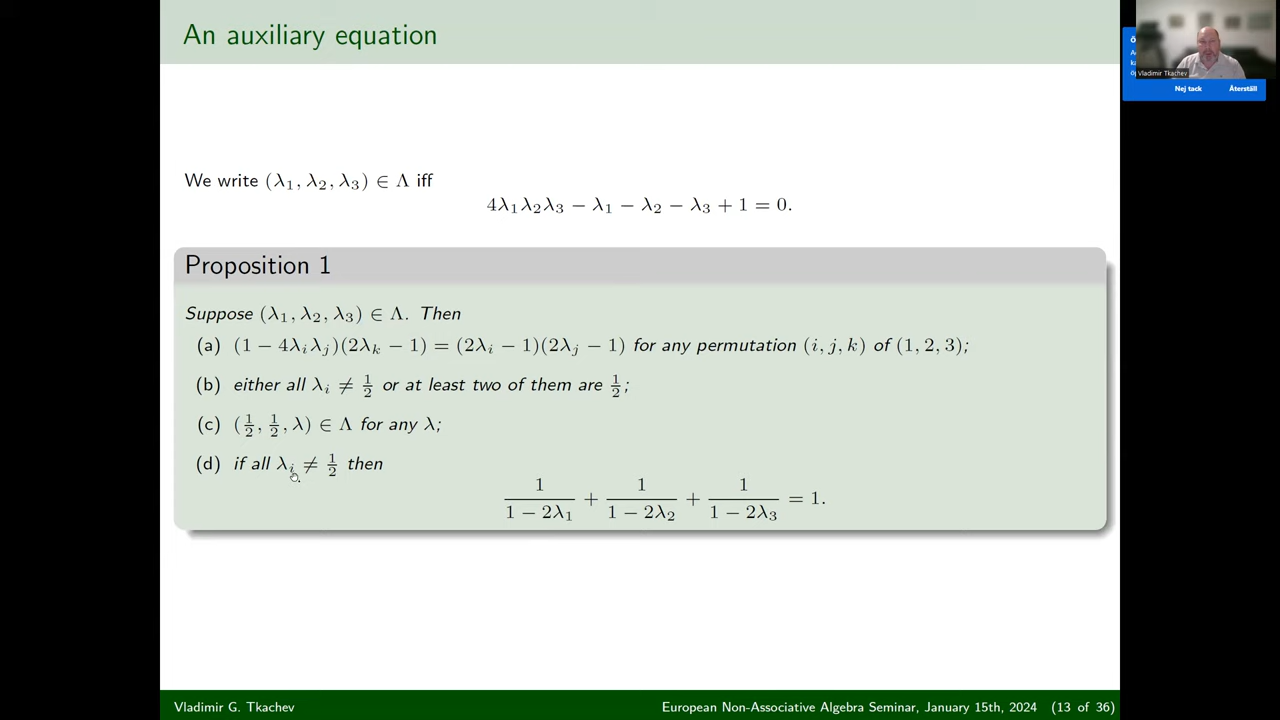 An auxiliary equation
We write (λ₁, λ₂, λ₃) ∈ Λ iff
4λ₁λ₂λ₃ − λ₁ − λ₂ − λ₃ + 1 = 0.
Proposition 1
Suppose (λ₁, λ₂, λ₃) ∈ Λ. Then
(a) (1 − 4λᵢλⱼ)(2λₖ − 1) = (2λᵢ − 1)(2λⱼ − 1) for any permutation (i, j, k) of (1, 2, 3);
(b) either all λᵢ ≠ 1/2 or at least two of them are 1/2;
(c) (1/2, 1/2, λ) ∈ Λ for any λ;
(d) if all λᵢ ≠ 1/2 then
1/(1 − 2λ₁) + 1/(1 − 2λ₂) + 1/(1 − 2λ₃) = 1.
Vladimir G. Tkachev European Non-Associative Algebra Seminar, January 15th, 2024 (13 of 36)
Vladimir Tkachev
Nej tack Återställ